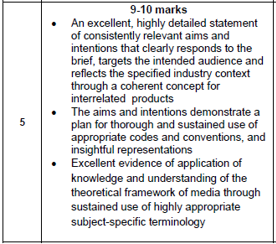 9-10 marks
• An excellent, highly detailed statement
of consistently relevant aims and
intentions that clearly responds to the
brief, targets the intended audience and
reflects the specified industry context
through a coherent concept for
interrelated products
• The aims and intentions demonstrate a
plan for thorough and sustained use of
appropriate codes and conventions, and
insightful representations
5
• Excellent evidence of application of
knowledge and understanding of the
theoretical framework of media through
sustained use of highly appropriate
subject-specific terminology